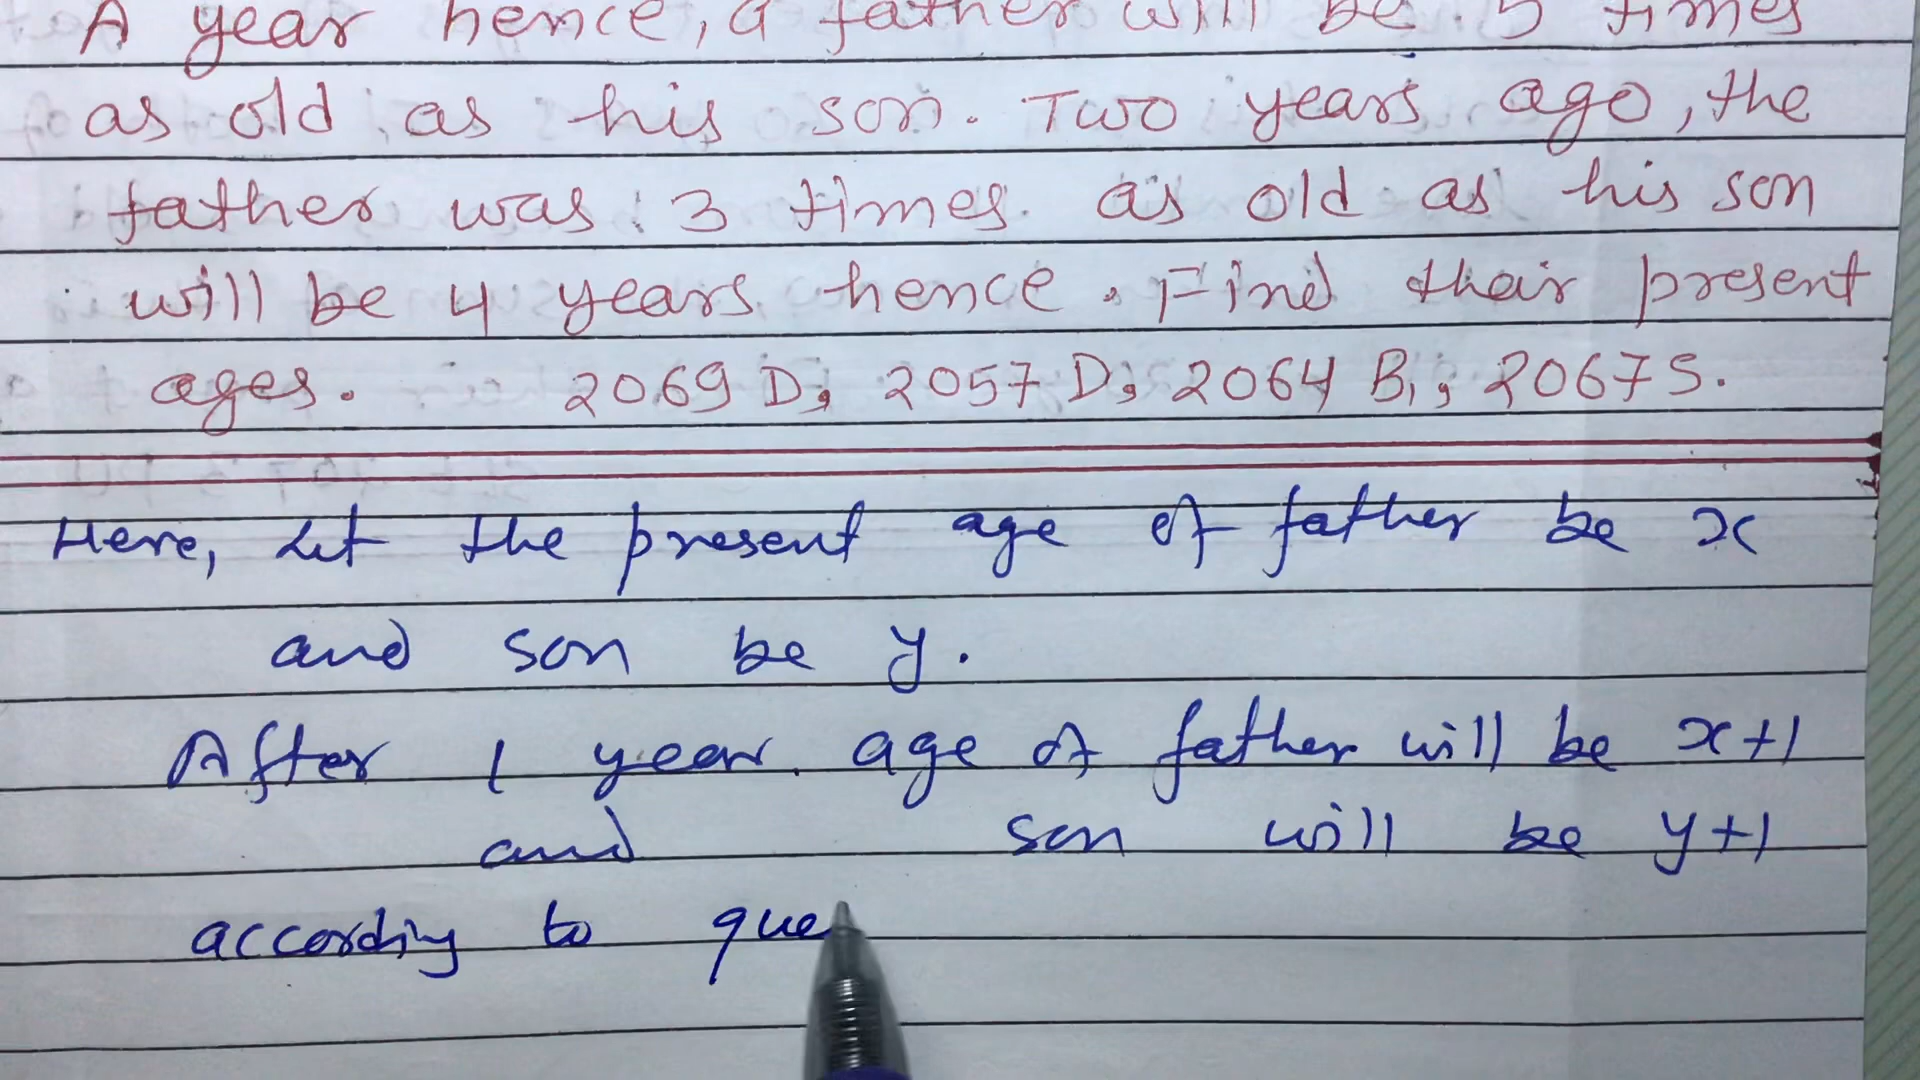 A year hence, a father will be 5 times
as old as his son. Two years ago, the
father was 3 times as old as his son
will be 4 years hence. Find their present
ages. 2069 D, 2057 D, 2064 B, 2067 S.
Here, Let the present age of father be x
and son be y.
After 1 year age of father will be x+1
and son will be y+1
according to que